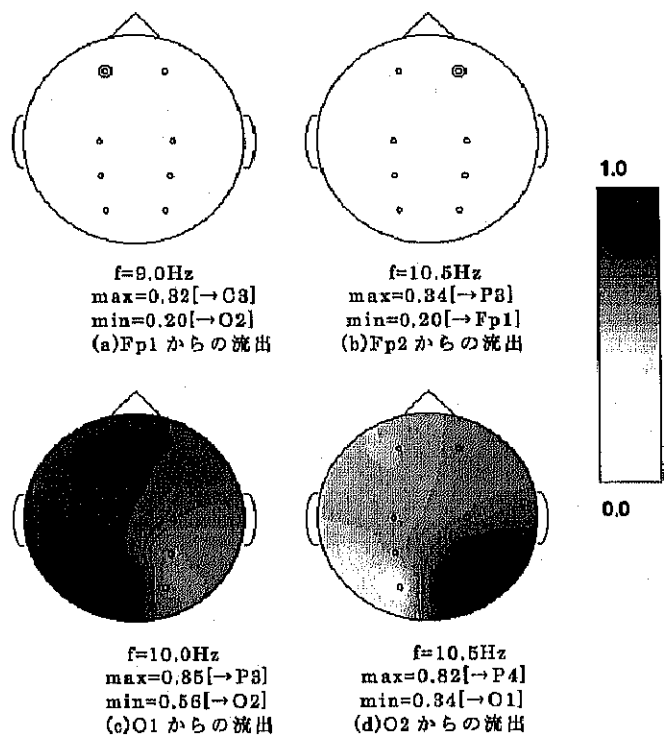 f=9.0Hz
max=0.32[→C3]
min=0.20[→O2]
(a)Fp1 からの流出
f=10.5Hz
max=0.34[→P3]
min=0.20[→Fp1]
(b)Fp2 からの流出
1.0
0.0
f=10.0Hz
max=0.85[→P3]
min=0.56[→O2]
(c)O1 からの流出
f=10.5Hz
max=0.82[→P4]
min=0.34[→O1]
(d)O2 からの流出